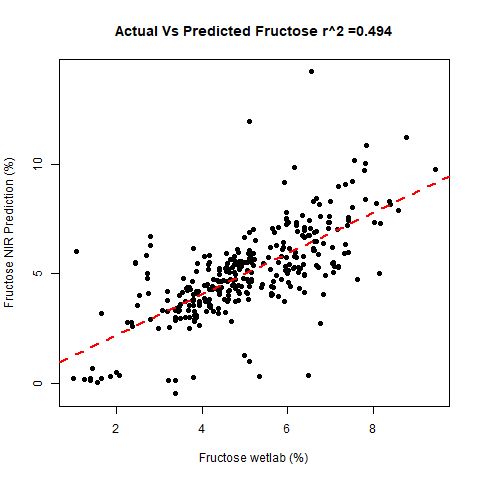 Actual Vs Predicted Fructose r^2 =0.494
Fructose NIR Prediction (%)
10
5
0
2 4 6 8
Fructose wetlab (%)